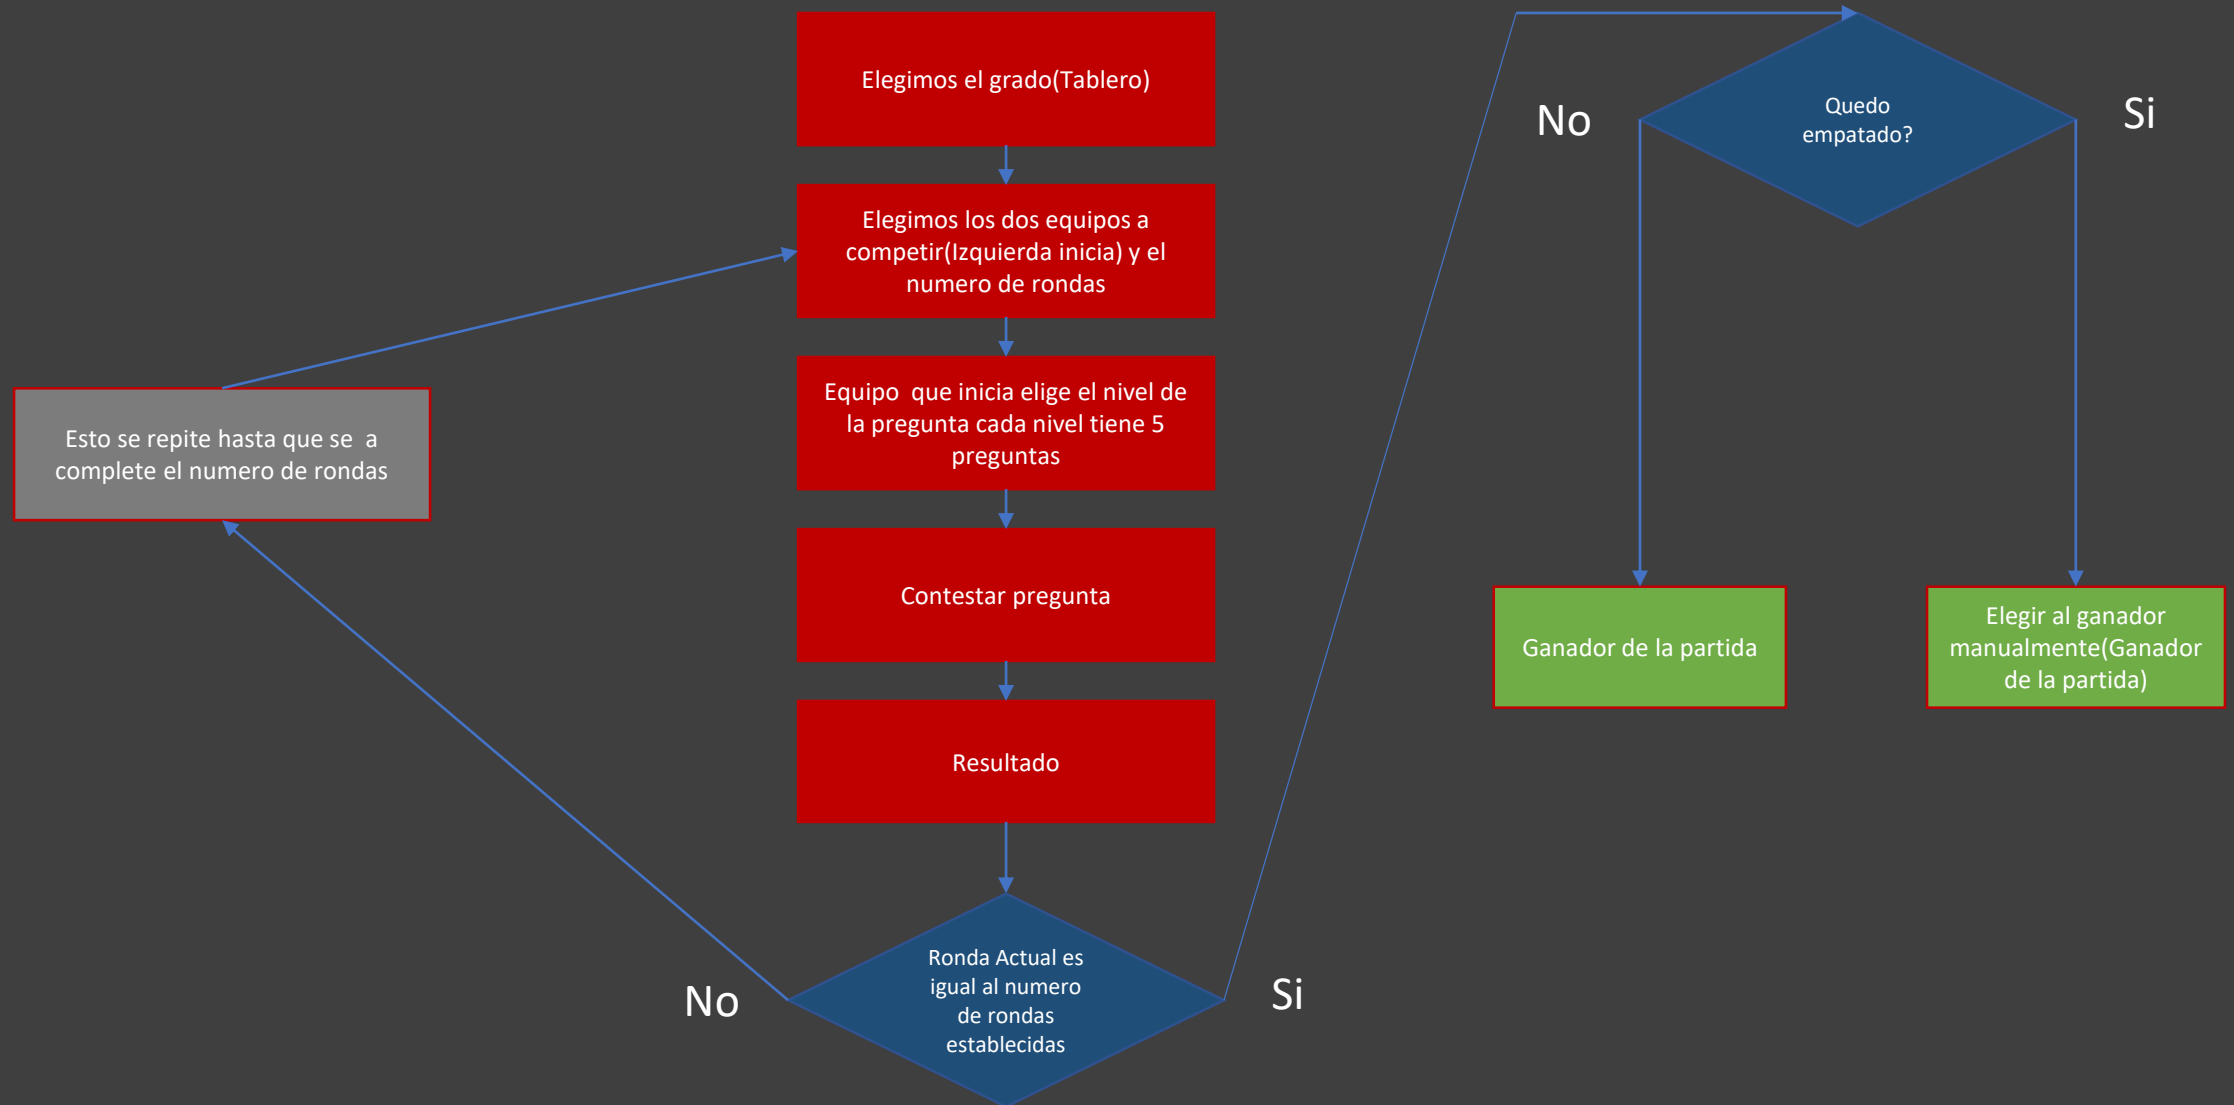 Elegimos el grado(Tablero)
Elegimos los dos equipos a
competir(Izquierda inicia) y el
numero de rondas
Equipo  que inicia elige el nivel de
la pregunta cada nivel tiene 5
preguntas
Contestar pregunta
Resultado
Ronda Actual es
igual al numero
de rondas
establecidas
No
Si
Esto se repite hasta que se  a
complete el numero de rondas
Quedo
empatado?
No
Si
Ganador de la partida
Elegir al ganador
manualmente(Ganador
de la partida)